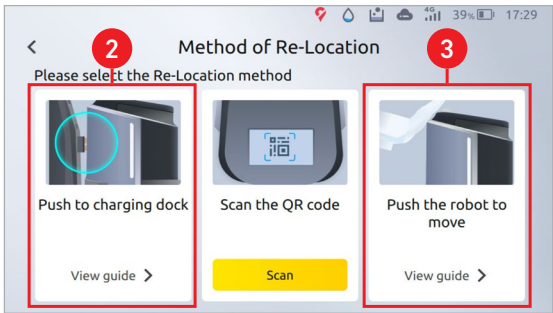 4G 39% 17:29
2 3
Method of Re-Location
Please select the Re-Location method
Push to charging dock
View guide
Scan the QR code
Scan
Push the robot to
move
View guide